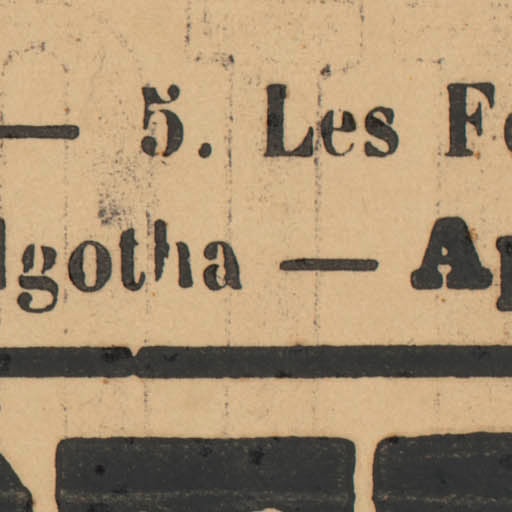 — 5. Les
lgotha —